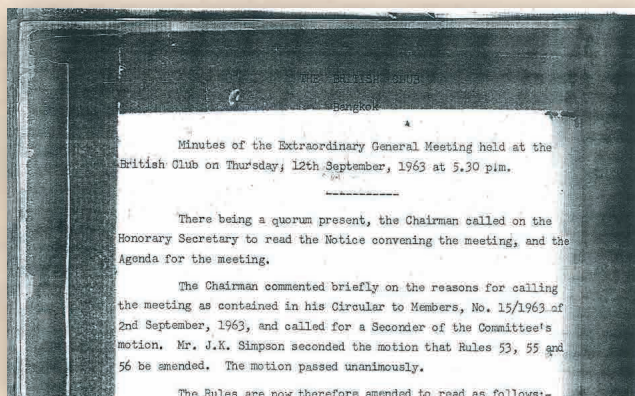 THE BRITISH CLUB
Bangkok
Minutes of the Extraordinary General Meeting held at the
British Club on Thursday, 12th September, 1963 at 5.30 p.m.
-----------
There being a quorum present, the Chairman called on the
Honorary Secretary to read the Notice convening the meeting, and the
Agenda for the meeting.
The Chairman commented briefly on the reasons for calling
the meeting as contained in his Circular to Members, No. 15/1963 of
2nd September, 1963, and called for a Seconder of the Committee's
motion. Mr. J.K. Simpson seconded the motion that Rules 53, 55 and
56 be amended. The motion passed unanimously.
The Rules are now therefore amended to read as follows:-